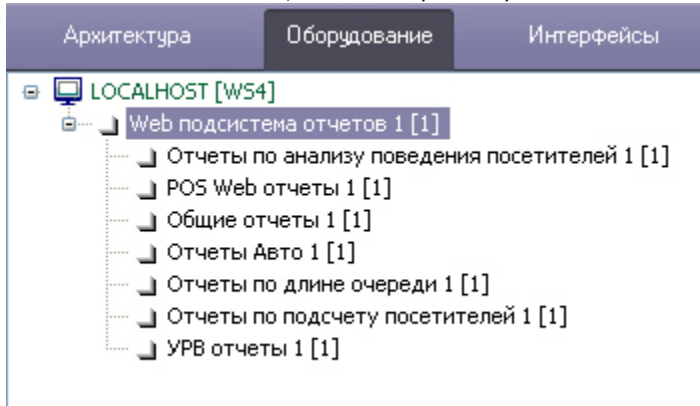 Архитектура Оборудование Интерфейсы
LOCALHOST [WS4]
Web подсистема отчетов 1 [1]
Отчеты по анализу поведения посетителей 1 [1]
POS Web отчеты 1 [1]
Общие отчеты 1 [1]
Отчеты Авто 1 [1]
Отчеты по длине очереди 1 [1]
Отчеты по подсчету посетителей 1 [1]
УРВ отчеты 1 [1]